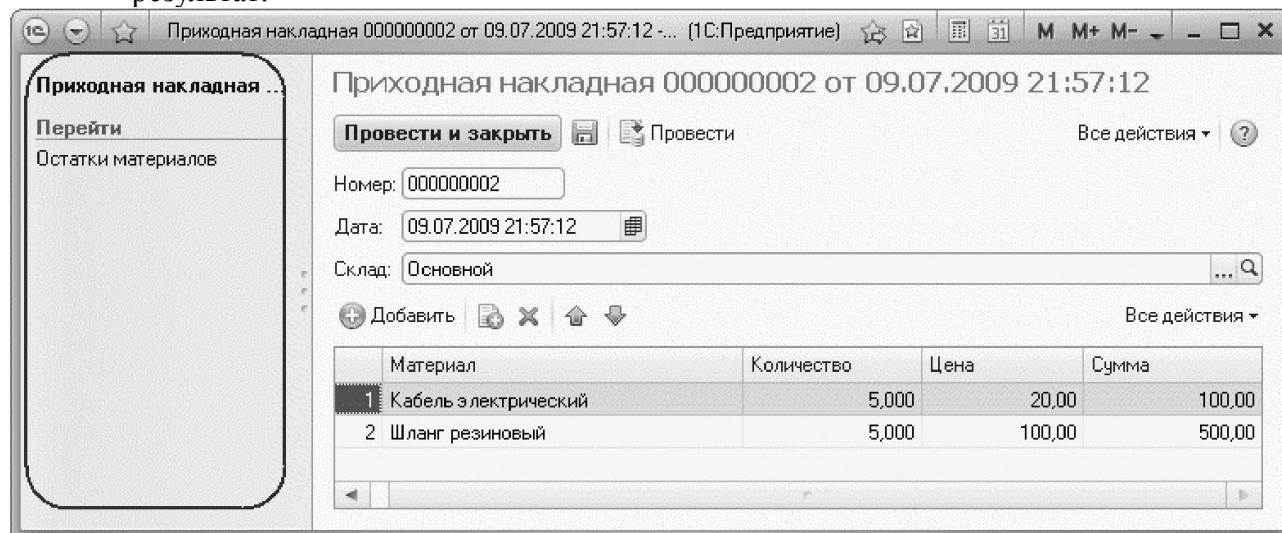 результат.
1С Приходная накладная 000000002 от 09.07.2009 21:57:12 -... (1С:Предприятие) 31 M M+ M-
Приходная накладная ...
Перейти
Остатки материалов
Приходная накладная 000000002 от 09.07.2009 21:57:12
Провести и закрыть Провести Все действия ?
Номер: 000000002
Дата: 09.07.2009 21:57:12
Склад: Основной ...
Добавить Все действия
Материал Количество Цена Сумма
1 Кабель электрический 5,000 20,00 100,00
2 Шланг резиновый 5,000 100,00 500,00